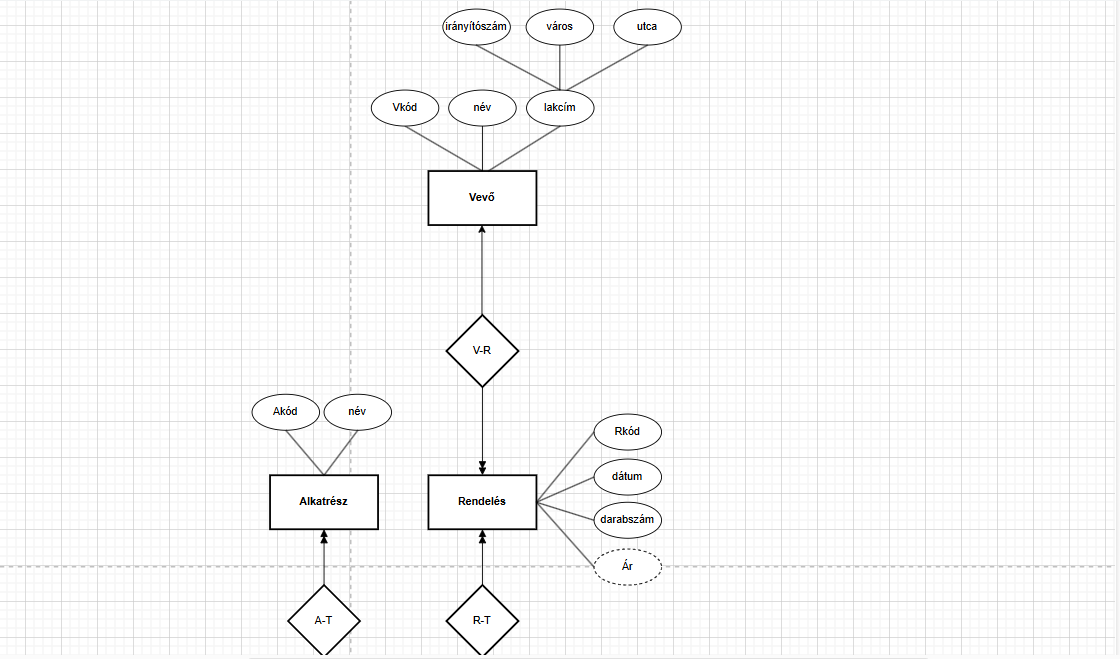 irányítószám
város
utca
Vkód
név
lakcím
Vevő
V-R
Akód
név
Rkód
dátum
Alkatrész
Rendelés
darabszám
Ár
A-T
R-T